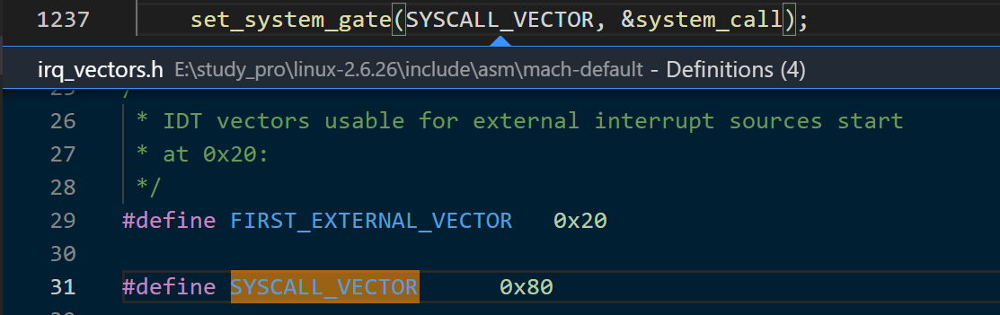 1237 set_system_gate(SYSCALL_VECTOR, &system_call);
irq_vectors.h E:\study_pro\linux-2.6.26\include\asm\mach-default - Definitions (4)
26 * IDT vectors usable for external interrupt sources start
27 * at 0x20:
28 */
29 #define FIRST_EXTERNAL_VECTOR 0x20
30
31 #define SYSCALL_VECTOR 0x80